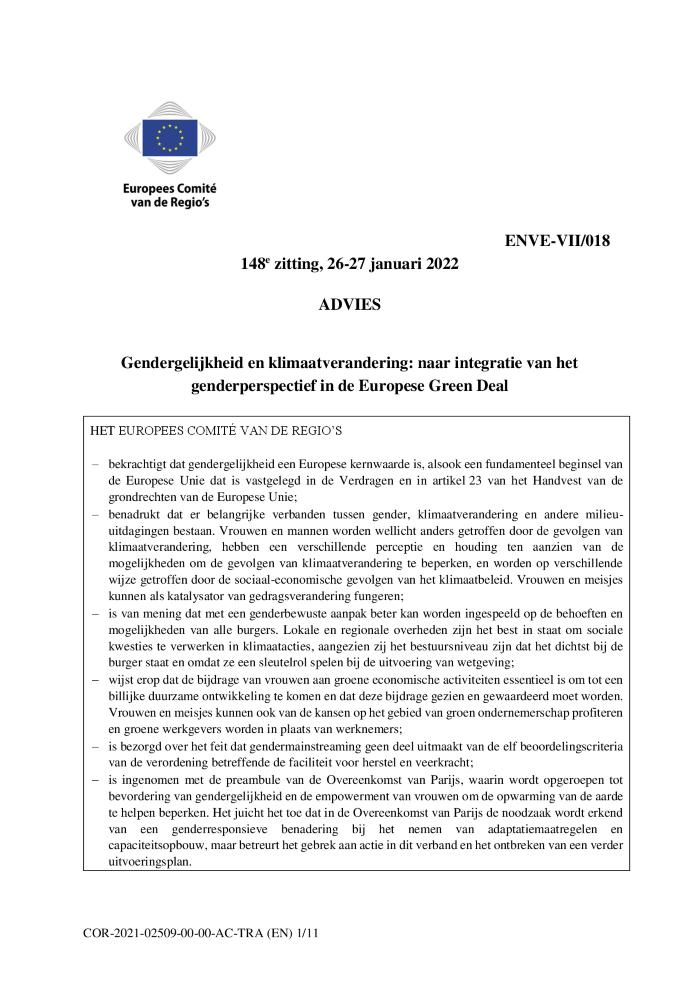 Europees Comité
van de Regio's
ENVE-VII/018
148e zitting, 26-27 januari 2022
ADVIES
Gendergelijkheid en klimaatverandering: naar integratie van het
genderperspectief in de Europese Green Deal
HET EUROPEES COMITÉ VAN DE REGIO'S
– bekrachtigt dat gendergelijkheid een Europese kernwaarde is, alsook een fundamenteel beginsel van
de Europese Unie dat is vastgelegd in de Verdragen en in artikel 23 van het Handvest van de
grondrechten van de Europese Unie;
– benadrukt dat er belangrijke verbanden tussen gender, klimaatverandering en andere milieu-
uitdagingen bestaan. Vrouwen en mannen worden wellicht anders getroffen door de gevolgen van
klimaatverandering, hebben een verschillende perceptie en houding ten aanzien van de
mogelijkheden om de gevolgen van klimaatverandering te beperken, en worden op verschillende
wijze getroffen door de sociaal-economische gevolgen van het klimaatbeleid. Vrouwen en meisjes
kunnen als katalysator van gedragsverandering fungeren;
– is van mening dat met een genderbewuste aanpak beter kan worden ingespeeld op de behoeften en
mogelijkheden van alle burgers. Lokale en regionale overheden zijn het best in staat om sociale
kwesties te verwerken in klimaatacties, aangezien zij het bestuursniveau zijn dat het dichtst bij de
burger staat en omdat ze een sleutelrol spelen bij de uitvoering van wetgeving;
– wijst erop dat de bijdrage van vrouwen aan groene economische activiteiten essentieel is om tot een
billijke duurzame ontwikkeling te komen en dat deze bijdrage gezien en gewaardeerd moet worden.
Vrouwen en meisjes kunnen ook van de kansen op het gebied van groen ondernemerschap profiteren
en groene werkgevers worden in plaats van werknemers;
– is bezorgd over het feit dat gendermainstreaming geen deel uitmaakt van de elf beoordelingscriteria
van de verordening betreffende de faciliteit voor herstel en veerkracht;
– is ingenomen met de preambule van de Overeenkomst van Parijs, waarin wordt opgeroepen tot
bevordering van gendergelijkheid en de empowerment van vrouwen om de opwarming van de aarde
te helpen beperken. Het juicht het toe dat in de Overeenkomst van Parijs de noodzaak wordt erkend
van een genderresponsieve benadering bij het nemen van adaptatiemaatregelen en
capaciteitsopbouw, maar betreurt het gebrek aan actie in dit verband en het ontbreken van een verder
uitvoeringsplan.
COR-2021-02509-00-00-AC-TRA (EN) 1/11